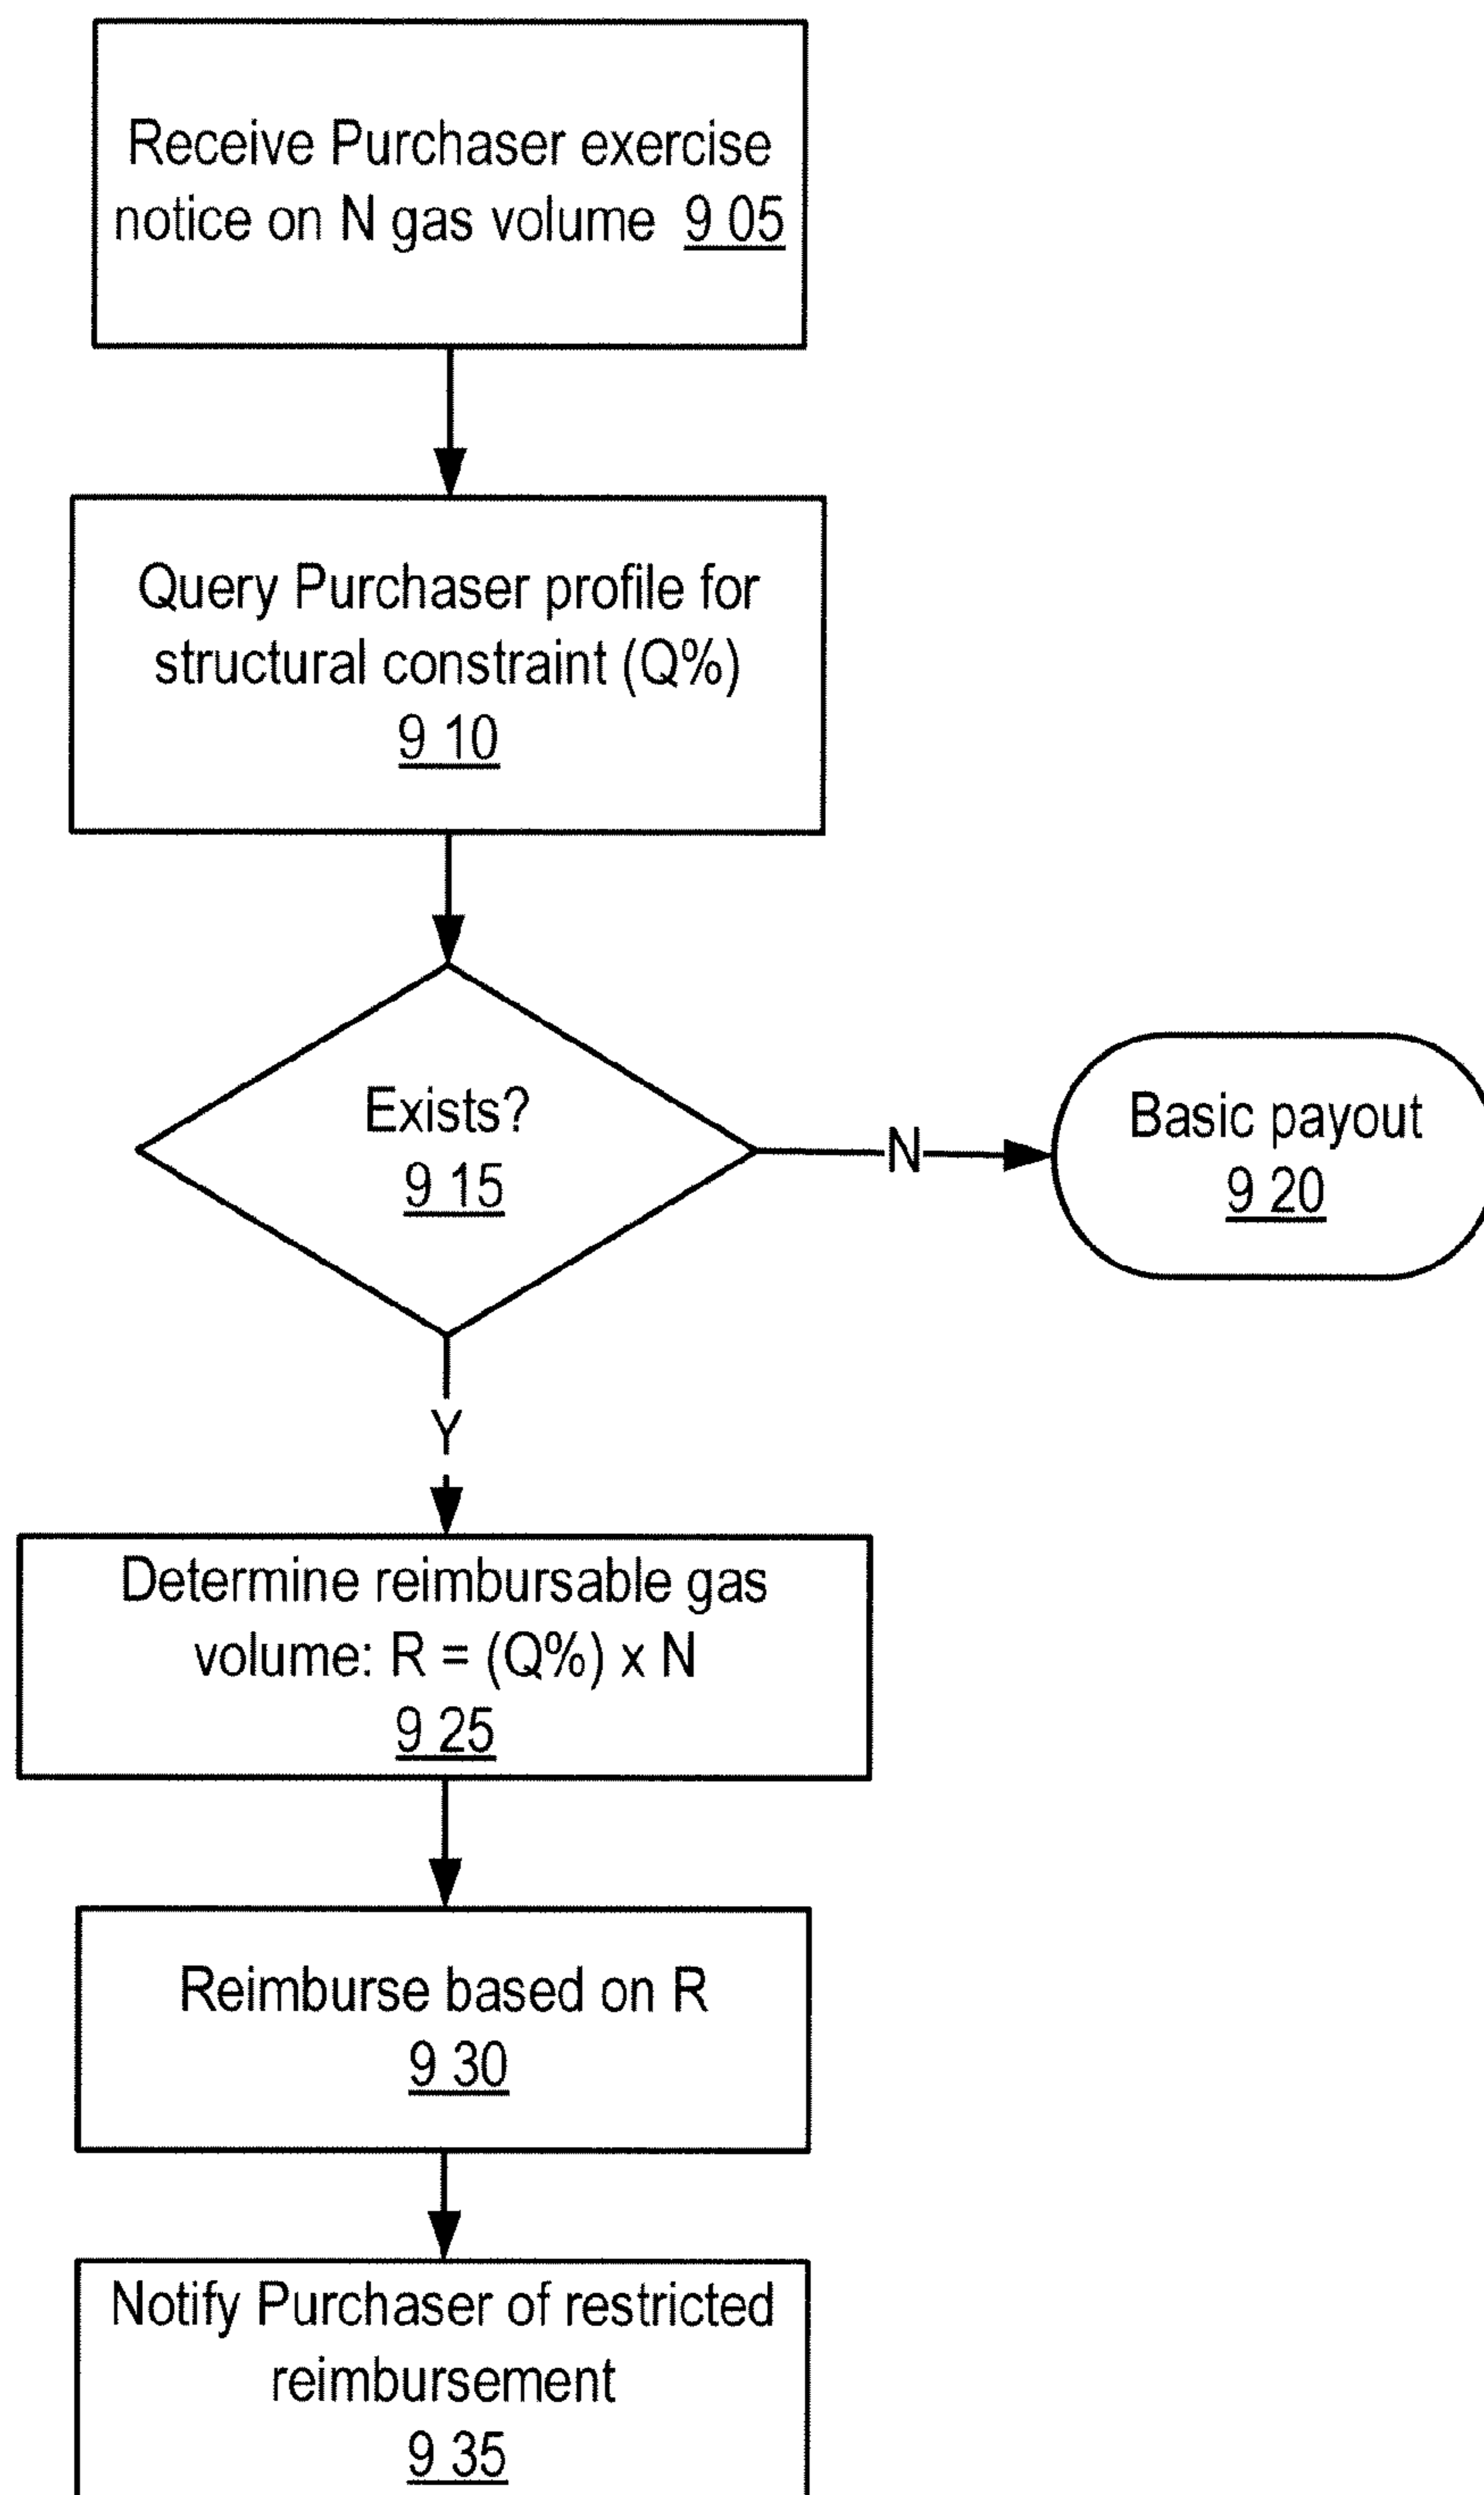 Receive Purchaser exercise
notice on N gas volume 9 05
Query Purchaser profile for
structural constraint (Q%)
9 10
Exists?
9 15
N
Basic payout
9 20
Y
Determine reimbursable gas
volume: R = (Q%) x N
9 25
Reimburse based on R
9 30
Notify Purchaser of restricted
reimbursement
9 35